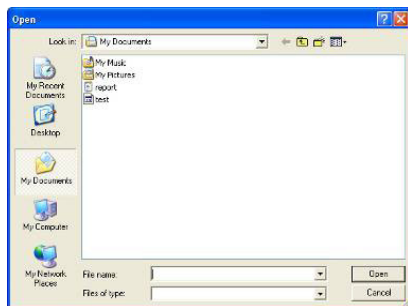 Open
Look in:
My Documents
My Recent
Documents
Desktop
My Documents
My Computer
My Network
Places
My Music
My Pictures
report
test
File name:
Open
Files of type:
Cancel